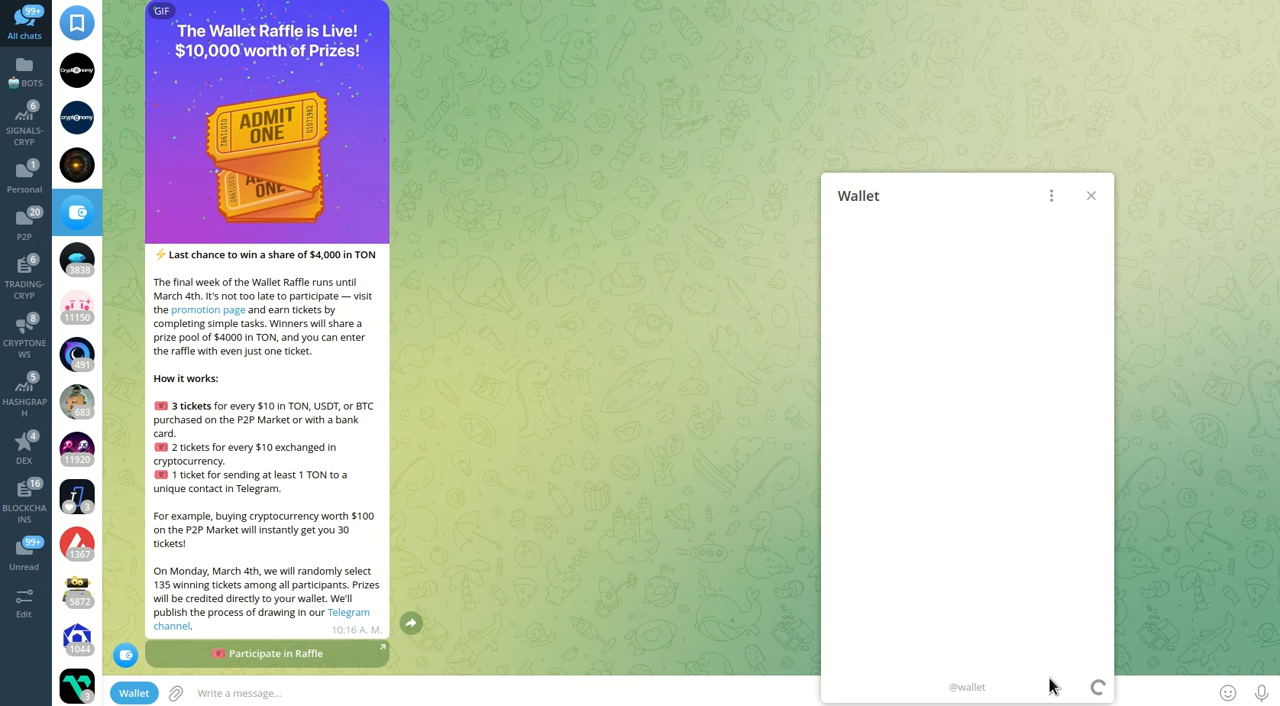 99+
All chats
BOTS
6
SIGNALS-
CRYP
1
Personal
20
P2P
6
TRADING-
CRYP
8
CRYPTONE
WS
5
HASHGRAP
H
4
DEX
16
BLOCKCHA
INS
99+
Unread
Edit
3838
11150
491
683
11920
3
1367
5872
1044
3
GIF
The Wallet Raffle is Live!
$10,000 worth of Prizes!
ADMIT
ONE
⚡Last chance to win a share of $4,000 in TON
The final week of the Wallet Raffle runs until
March 4th. It's not too late to participate — visit
the promotion page and earn tickets by
completing simple tasks. Winners will share a
prize pool of $4000 in TON, and you can enter
the raffle with even just one ticket.
How it works:
🎟 3 tickets for every $10 in TON, USDT, or BTC
purchased on the P2P Market or with a bank
card.
🎟 2 tickets for every $10 exchanged in
cryptocurrency.
🎟 1 ticket for sending at least 1 TON to a
unique contact in Telegram.
For example, buying cryptocurrency worth $100
on the P2P Market will instantly get you 30
tickets!
On Monday, March 4th, we will randomly select
135 winning tickets among all participants. Prizes
will be credited directly to your wallet. We'll
publish the process of drawing in our Telegram
channel.
10:16 A. M.
🎟 Participate in Raffle
Wallet
Write a message...
Wallet
@wallet